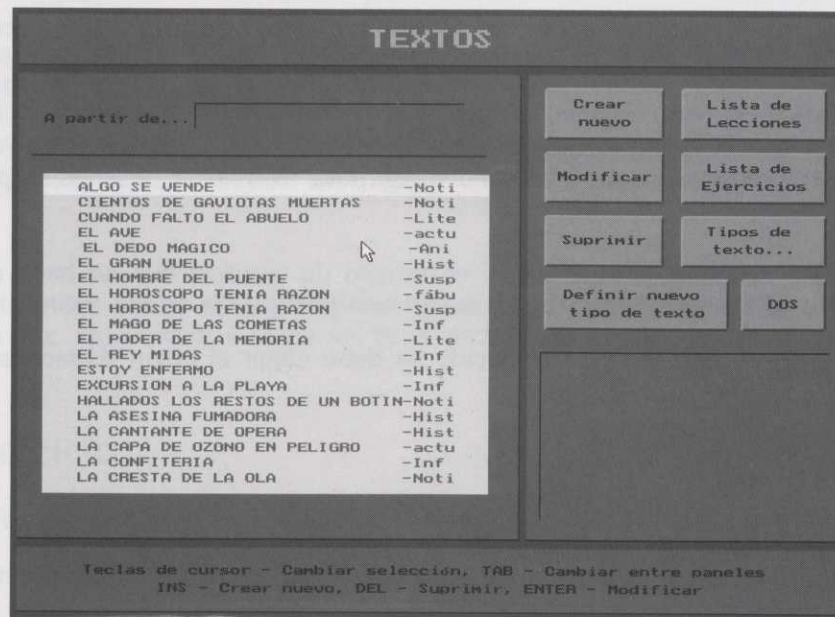 TEXTOS
A partir de...
ALGO SE VENDE -Noti
CIENTOS DE GAVIOTAS MUERTAS -Noti
CUANDO FALTO EL ABUELO -Lite
EL AVE -actu
EL DEDO MAGICO -Ani
EL GRAN VUELO -Hist
EL HOMBRE DEL PUENTE -Susp
EL HOROSCOPO TENIA RAZON -fábu
EL HOROSCOPO TENIA RAZON -Susp
EL MAGO DE LAS COMETAS -Inf
EL PODER DE LA MEMORIA -Lite
EL REY MIDAS -Inf
ESTOY ENFERMO -Hist
EXCURSION A LA PLAYA -Inf
HALLADOS LOS RESTOS DE UN BOTIN-Noti
LA ASESINA FUMADORA -Hist
LA CANTANTE DE OPERA -Hist
LA CAPA DE OZONO EN PELIGRO -actu
LA CONFITERIA -Inf
LA CRESTA DE LA OLA -Noti
Crear
nuevo
Lista de
Lecciones
Modificar
Lista de
Ejercicios
Suprimir
Tipos de
texto...
Definir nuevo
tipo de texto
DOS
Teclas de cursor - Cambiar selección, TAB - Cambiar entre paneles
INS - Crear nuevo, DEL - Suprimir, ENTER - Modificar